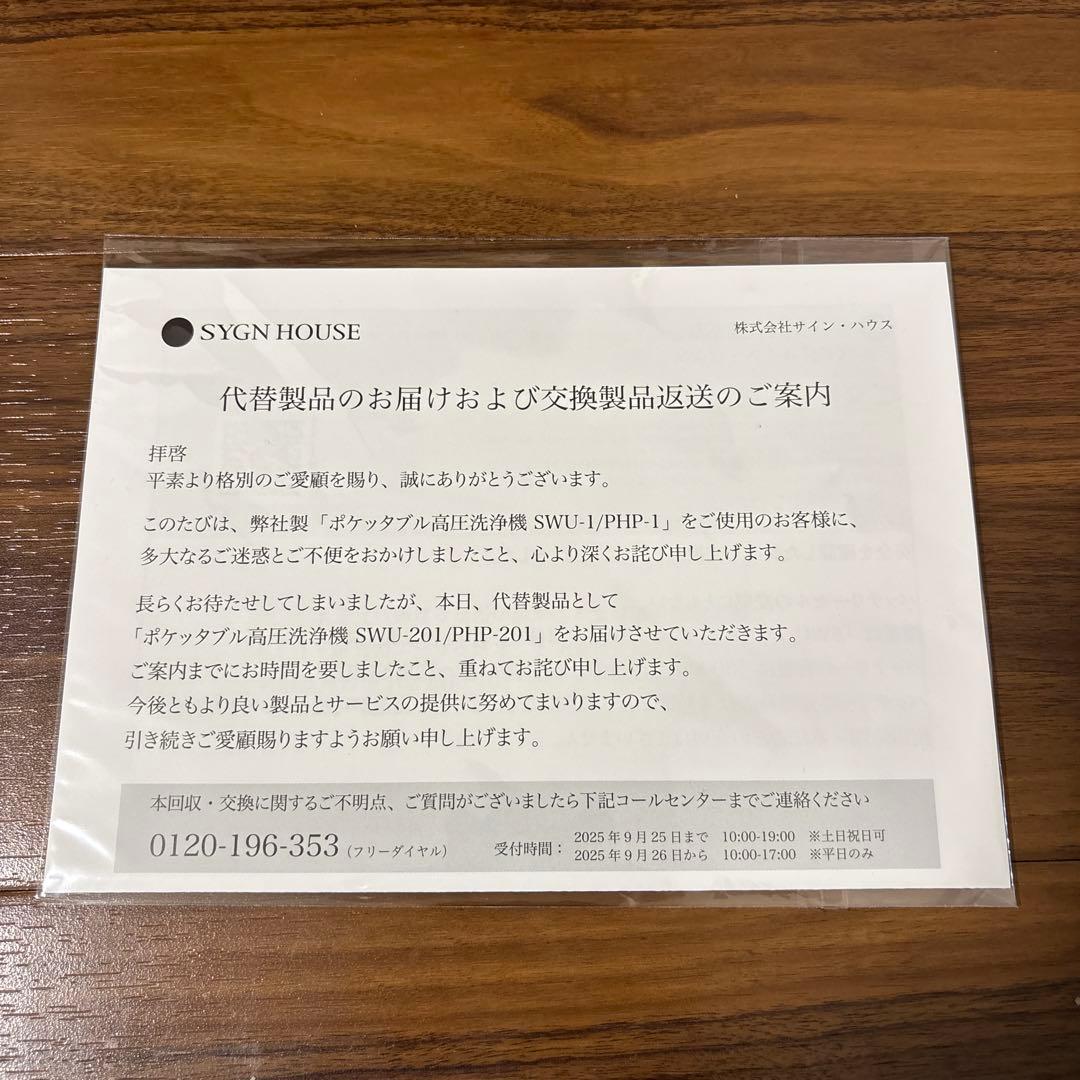 SYGN HOUSE
株式会社サイン・ハウス
代替製品のお届けおよび交換製品返送のご案内
拝啓
平素より格別のご愛顧を賜り、誠にありがとうございます。
このたびは、弊社製「ポケッタブル高圧洗浄機 SWU-1/PHP-1」をご使用のお客様に、
多大なるご迷惑とご不便をおかけしましたこと、心より深くお詫び申し上げます。
長らくお待たせしてしまいましたが、本日、代替製品として
「ポケッタブル高圧洗浄機 SWU-201/PHP-201」をお届けさせていただきます。
ご案内までにお時間を要しましたこと、重ねてお詫び申し上げます。
今後ともより良い製品とサービスの提供に努めてまいりますので、
引き続きご愛顧賜りますようお願い申し上げます。
本回収・交換に関するご不明点、ご質問がございましたら下記コールセンターまでご連絡ください
0120-196-353 (フリーダイヤル) 受付時間：
2025年9月25日まで 10:00-19:00 ※土日祝日可
2025年9月26日から 10:00-17:00 ※平日のみ